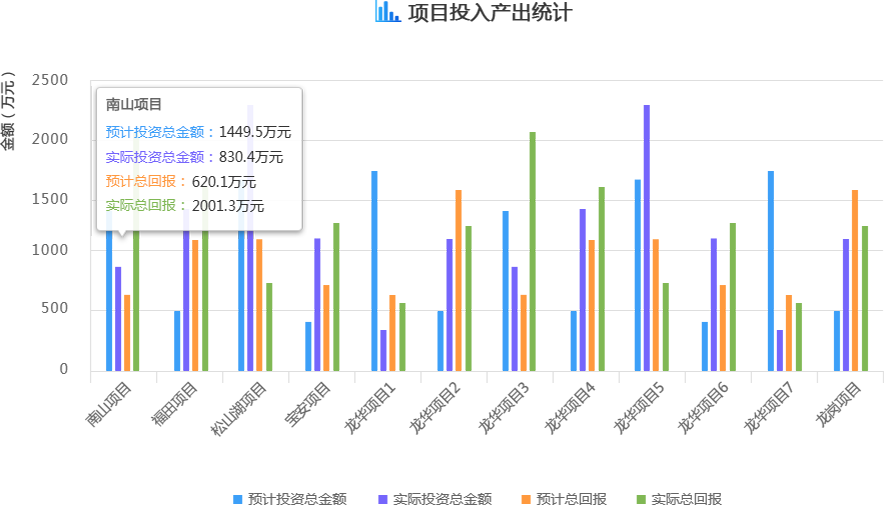 项目投入产出统计
金额（万元）
2500
2000
1500
1000
500
0
南山项目
预计投资总金额：1449.5万元
实际投资总金额：830.4万元
预计总回报：620.1万元
实际总回报：2001.3万元
南山项目
福田项目
松山湖项目
宝安项目
龙华项目1
龙华项目2
龙华项目3
龙华项目4
龙华项目5
龙华项目6
龙华项目7
龙岗项目
预计投资总金额 实际投资总金额 预计总回报 实际总回报